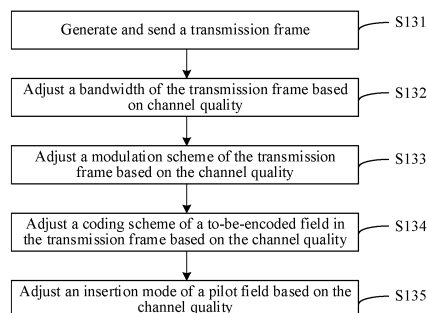 Generate and send a transmission frame
S131
Adjust a bandwidth of the transmission frame based
on channel quality
S132
Adjust a modulation scheme of the transmission
frame based on the channel quality
S133
Adjust a coding scheme of a to-be-encoded field in
the transmission frame based on the channel quality
S134
Adjust an insertion mode of a pilot field based on the
channel quality
S135